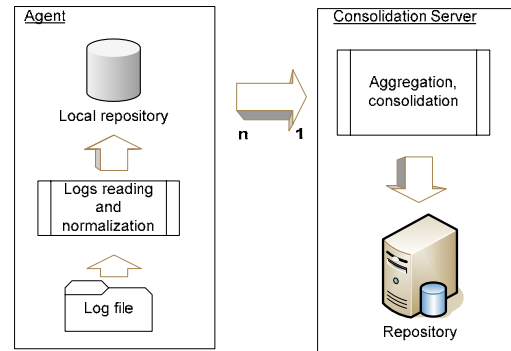 Agent
Local repository
Logs reading
and
normalization
Log file
n 1
Consolidation Server
Aggregation,
consolidation
Repository